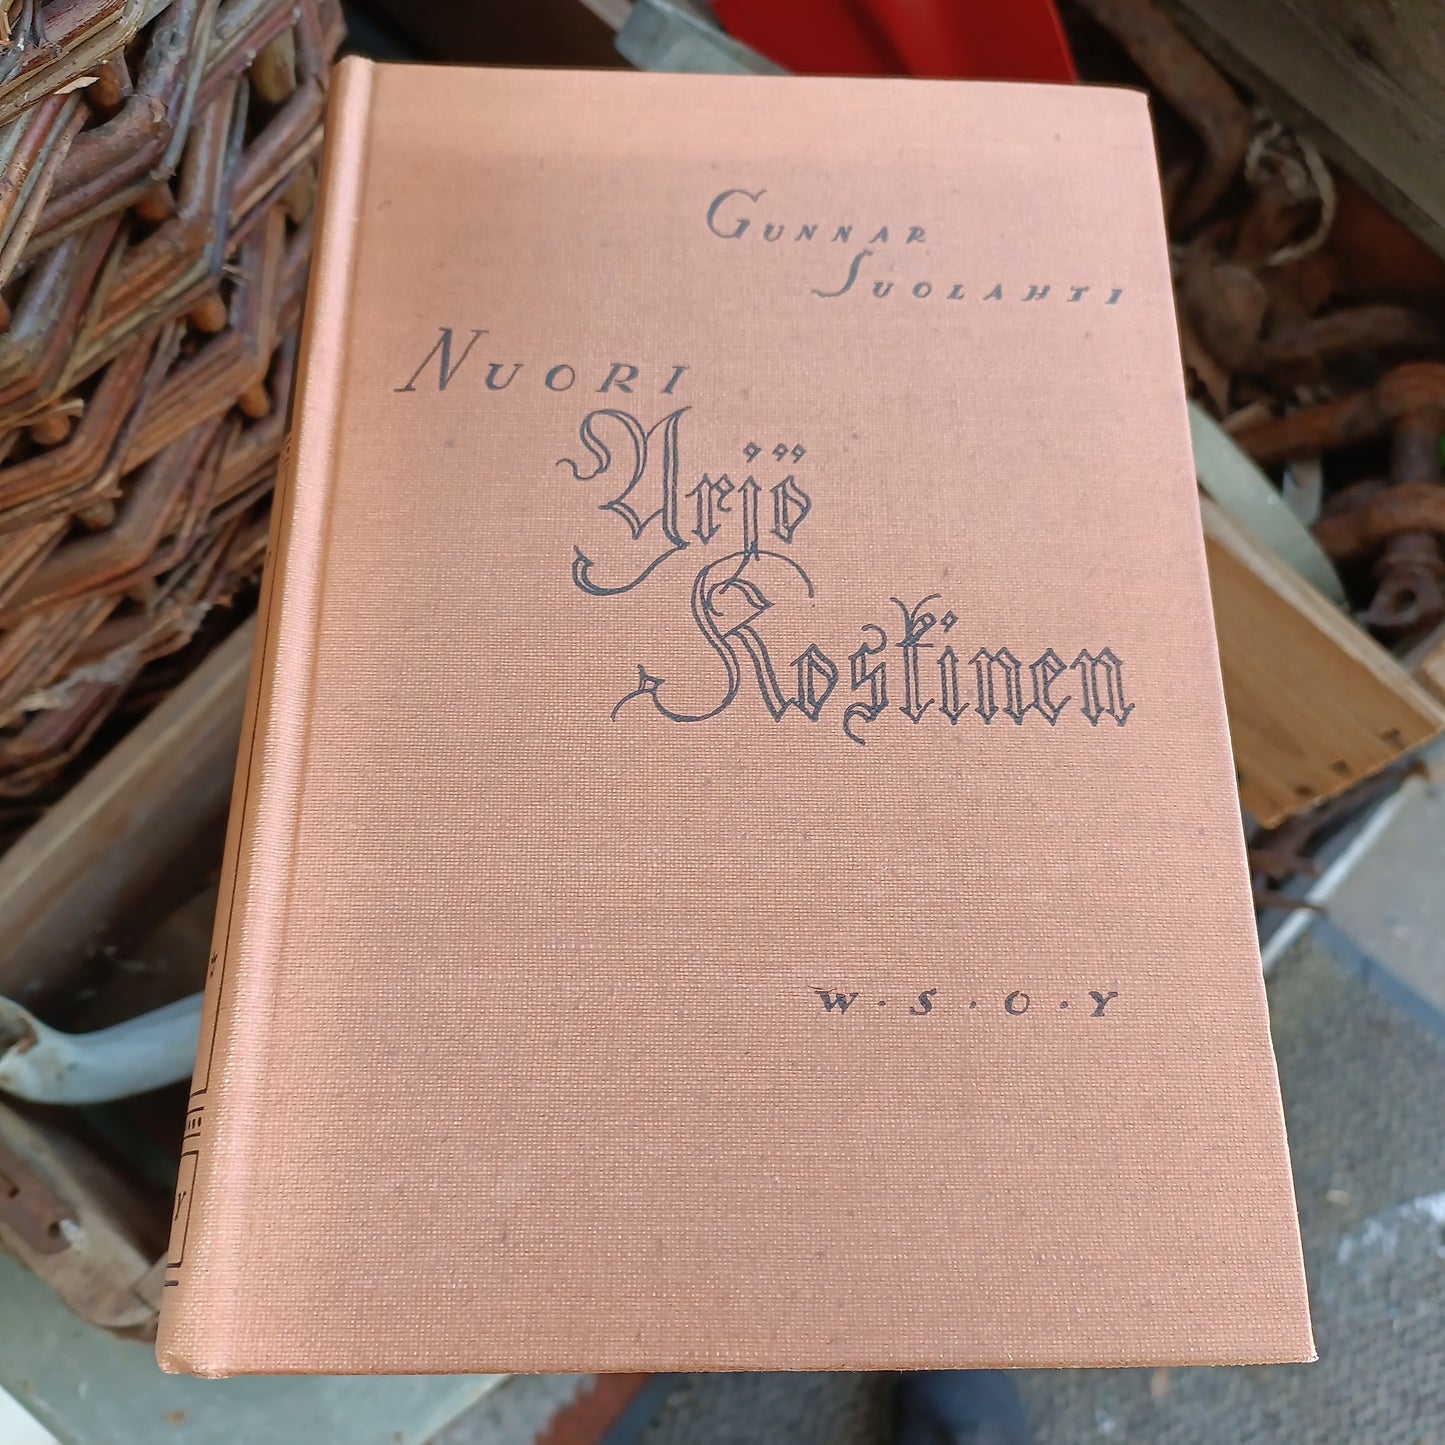 GUNNAR
SUOLAHTI
NUORI
Yrjö
Koskinen
W·S·O·Y